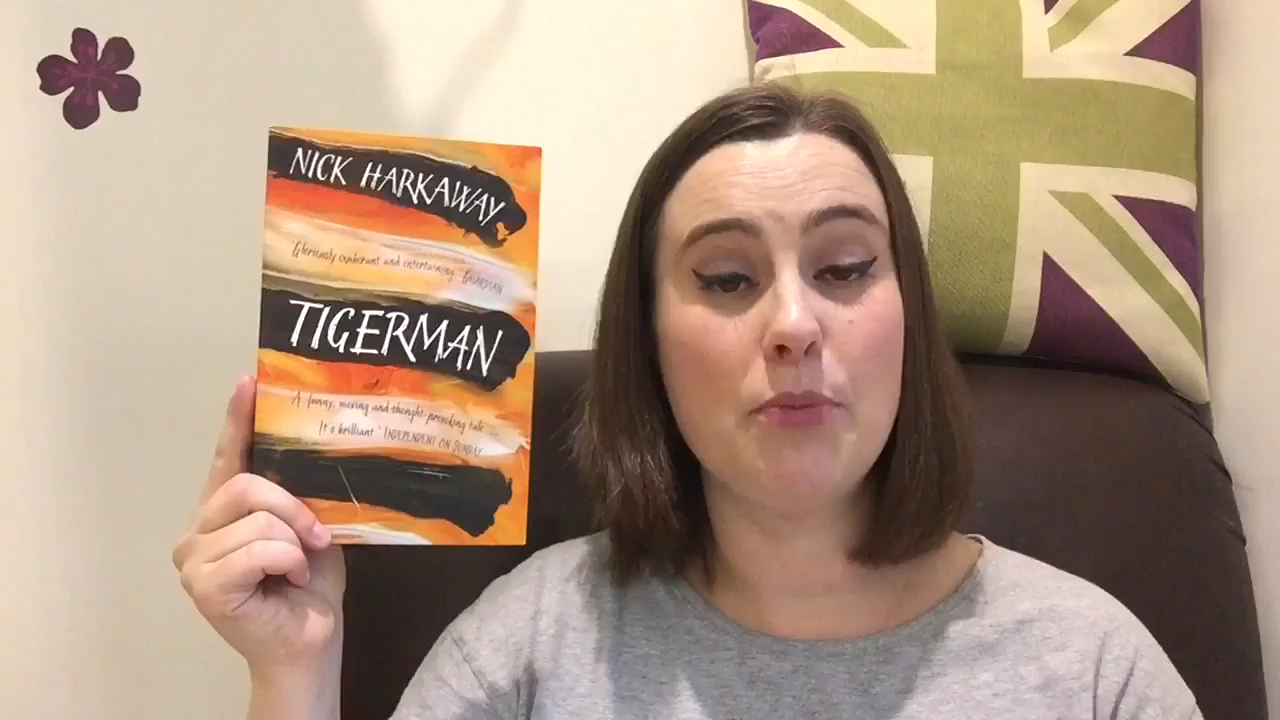 NICK HARKAWAY
'Gloriously exuberant and entertaining' GUARDIAN
TIGERMAN
'A funny, moving and thought-provoking tale ...
It's brilliant' INDEPENDENT ON SUNDAY